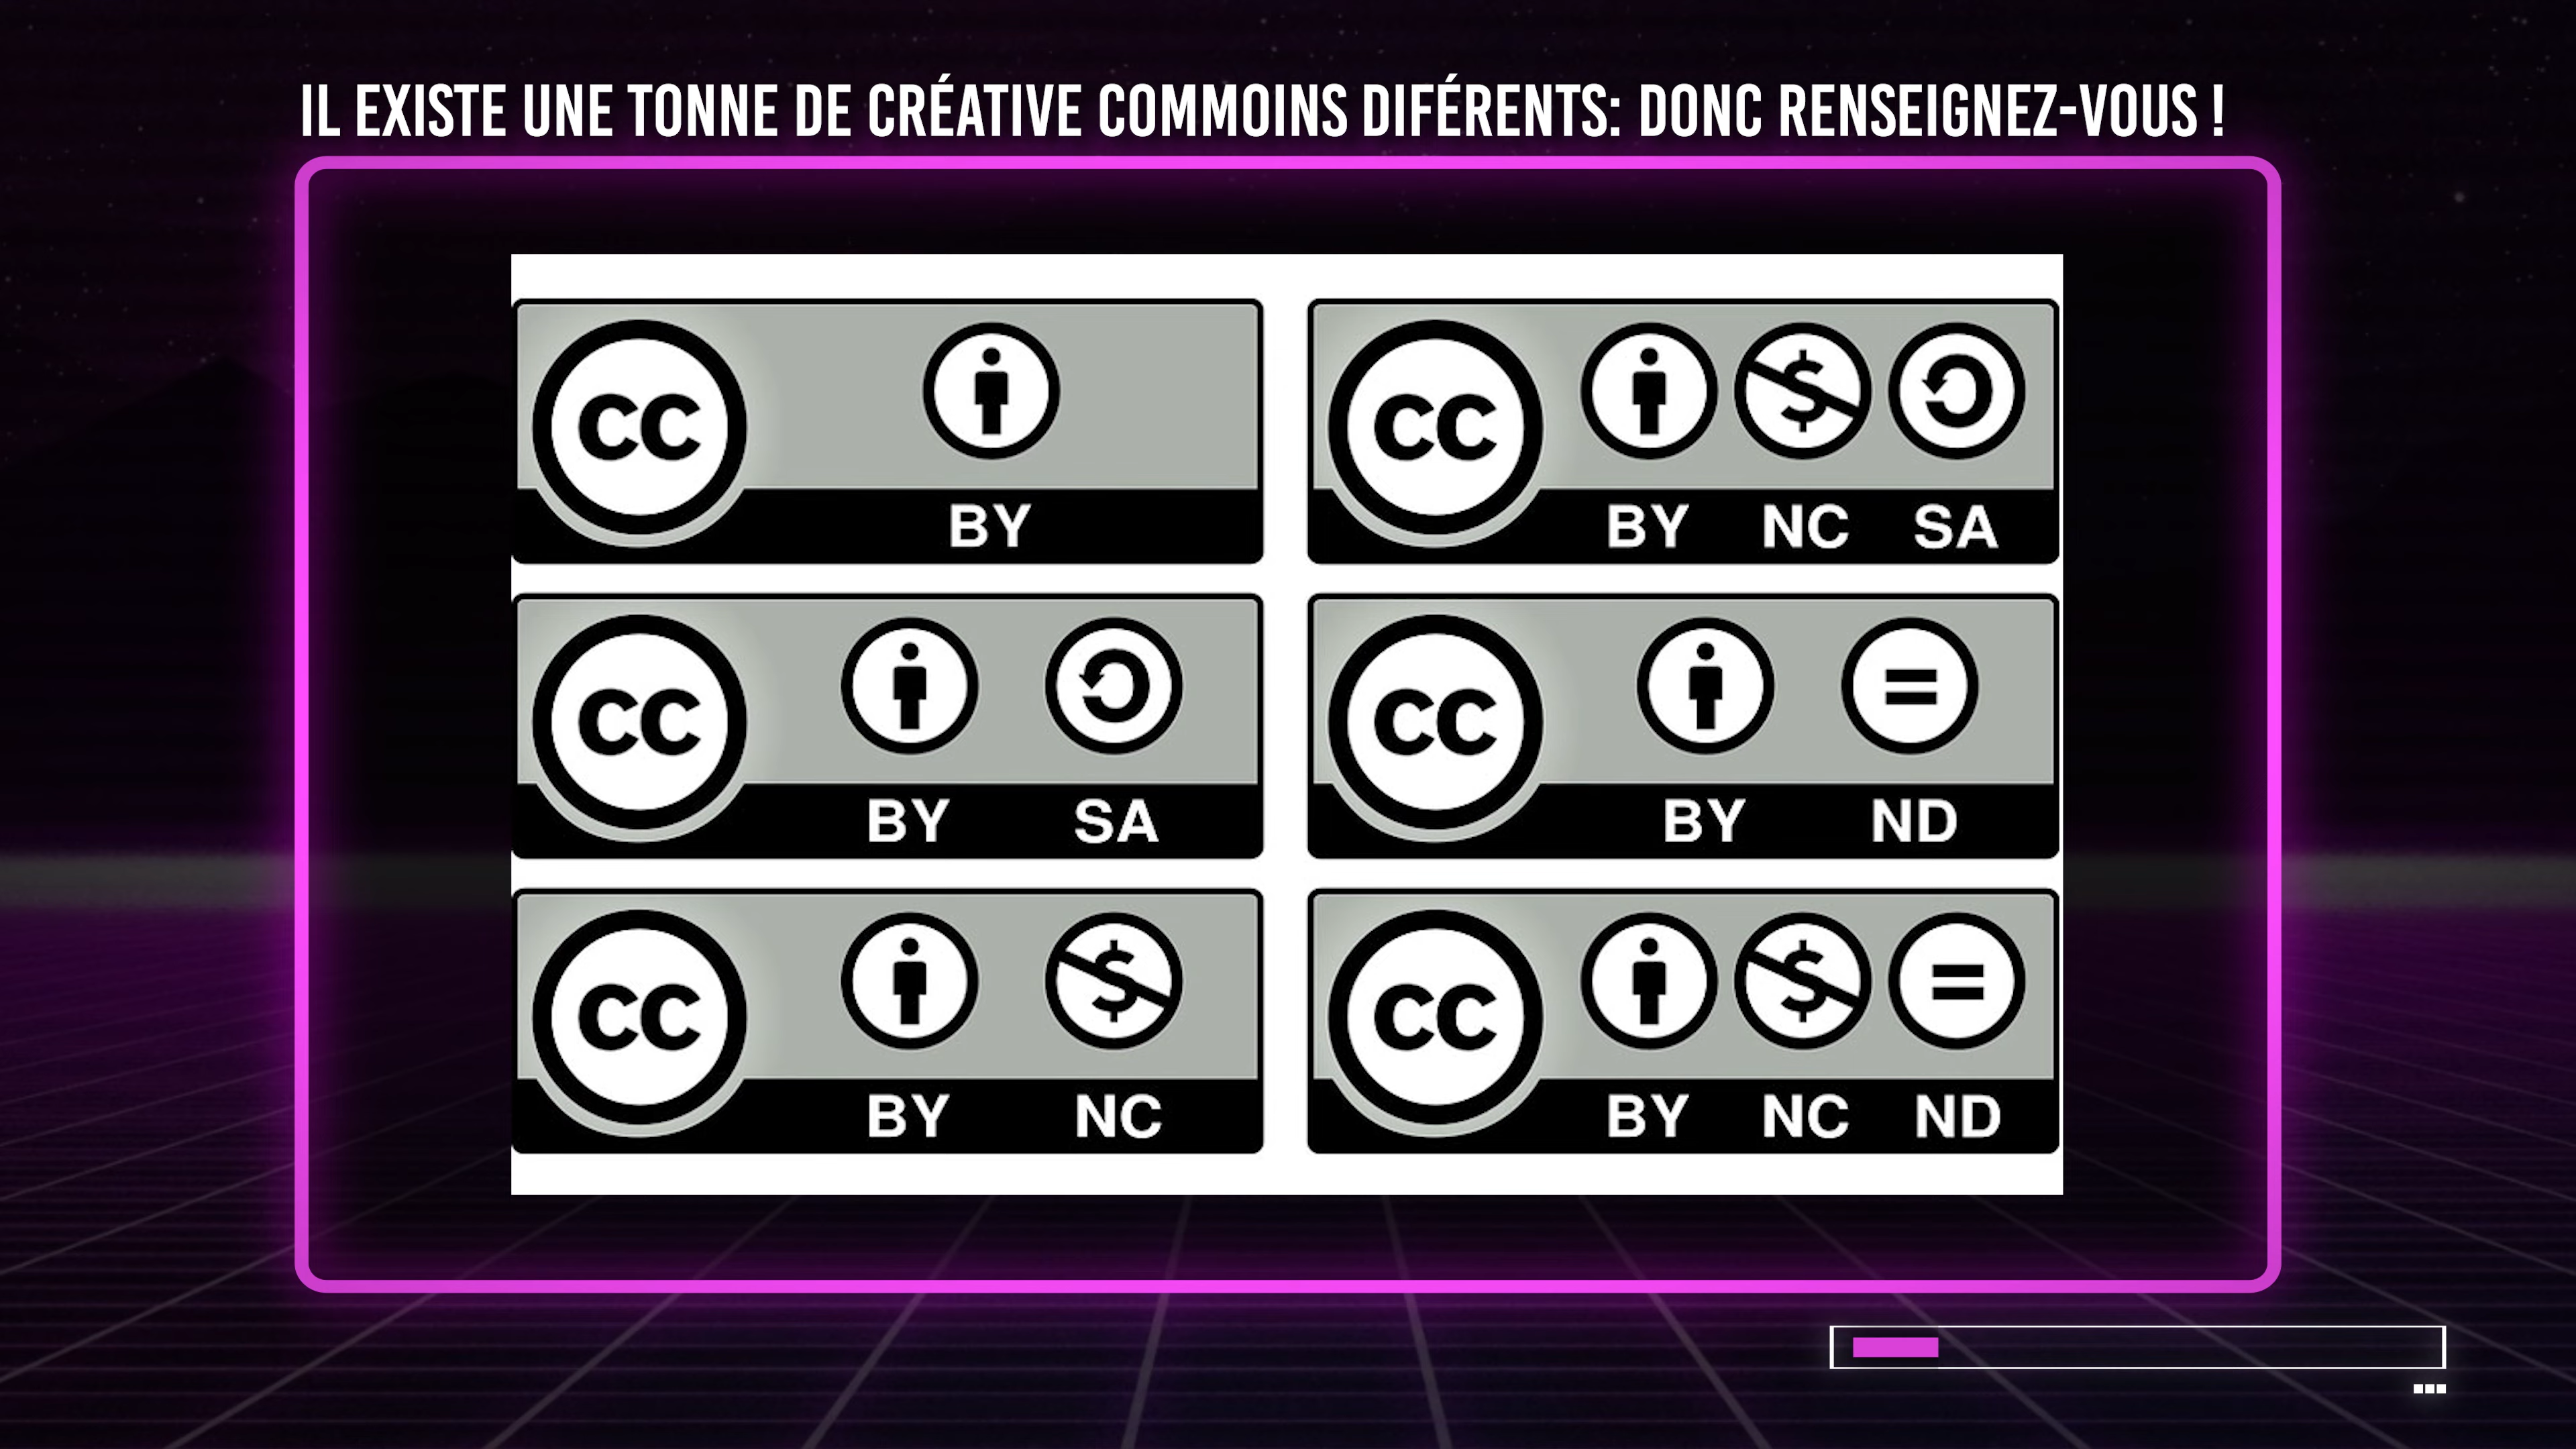 IL EXISTE UNE TONNE DE CRÉATIVE COMMOINS DIFÉRENTS: DONC RENSEIGNEZ-VOUS !
CC
BY
CC
BY NC SA
CC
BY SA
CC
BY ND
CC
BY NC
CC
BY NC ND